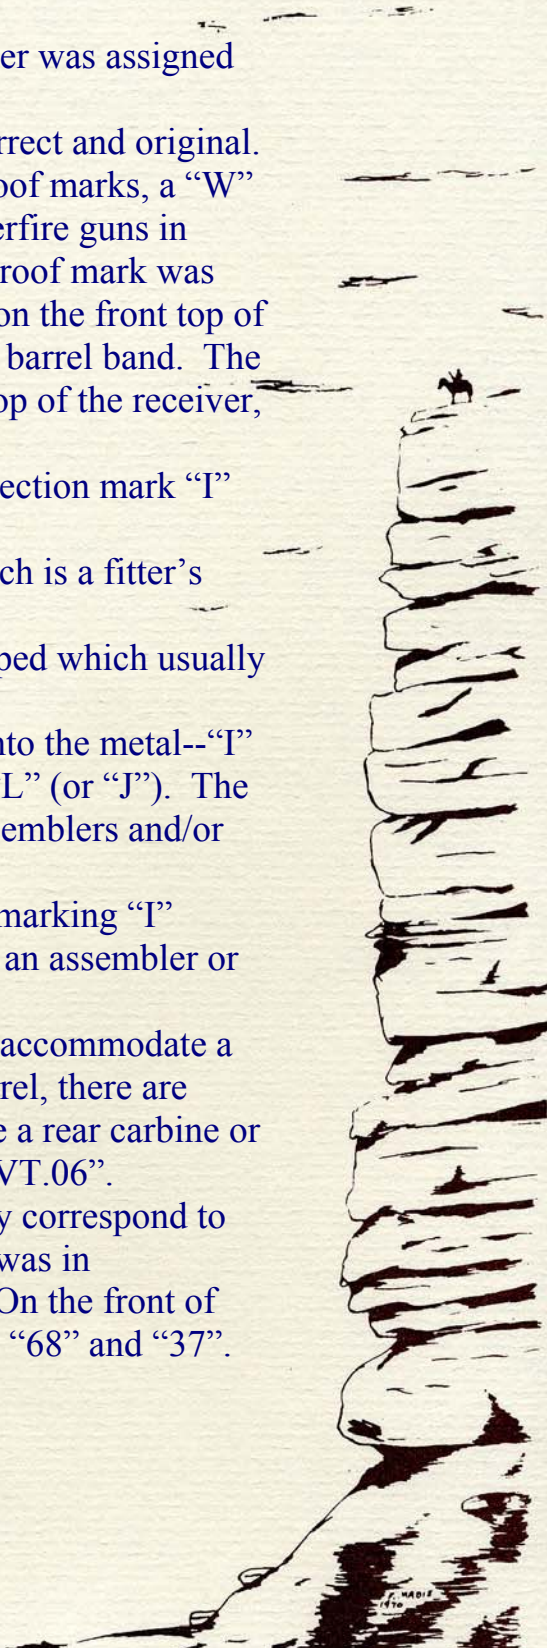 er was assigned
rrect and original.
oof marks, a “W”
erfire guns in
roof mark was
on the front top of
barrel band.  The
op of the receiver,
ection mark “I”
ch is a fitter’s
ped which usually
nto the metal--“I”
L” (or “J”).  The
emblers and/or
marking “I”
an assembler or
accommodate a
rel, there are
e a rear carbine or
VT.06”.
y correspond to
was in
On the front of
“68” and “37”.
MADIS
1970